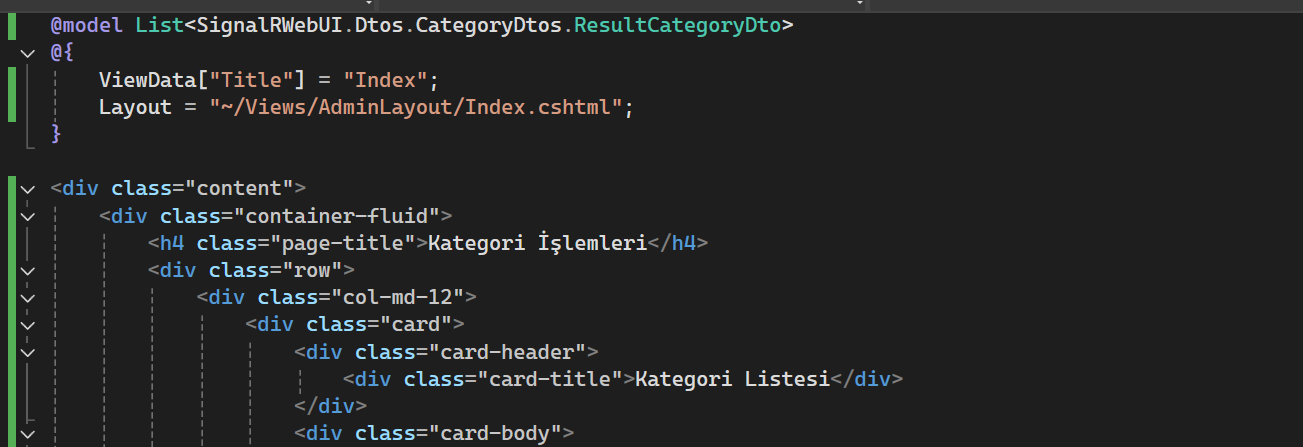 @model List<SignalRWebUI.Dtos.CategoryDtos.ResultCategoryDto>
@{
    ViewData["Title"] = "Index";
    Layout = "~/Views/AdminLayout/Index.cshtml";
}

<div class="content">
    <div class="container-fluid">
        <h4 class="page-title">Kategori İşlemleri</h4>
        <div class="row">
            <div class="col-md-12">
                <div class="card">
                    <div class="card-header">
                        <div class="card-title">Kategori Listesi</div>
                    </div>
                    <div class="card-body">